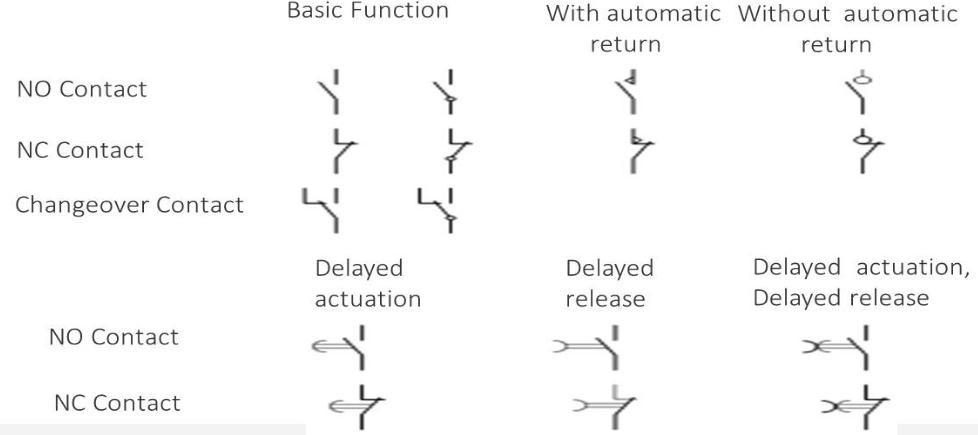 Basic Function
With automatic return
Without automatic return
NO Contact
NC Contact
Changeover Contact
Delayed actuation
Delayed release
Delayed actuation,
Delayed release
NO Contact
NC Contact